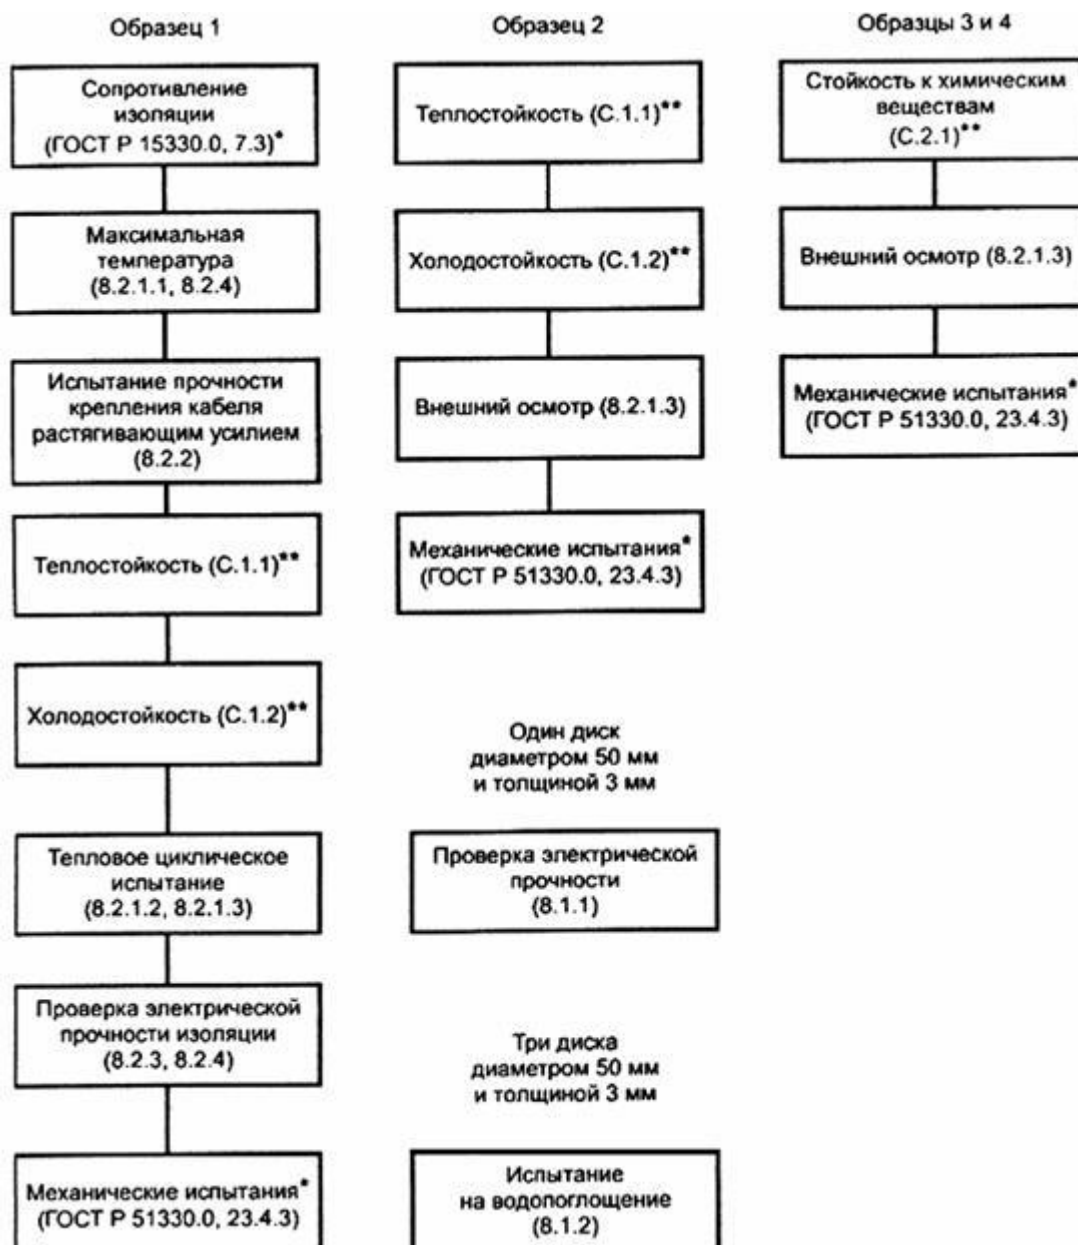 Образец 1
Сопротивление
изоляции
(ГОСТ Р 15330.0, 7.3)*
Максимальная
температура
(8.2.1.1, 8.2.4)
Испытание прочности
крепления кабеля
растягивающим усилием
(8.2.2)
Теплостойкость (С.1.1)**
Холодостойкость (С.1.2)**
Тепловое циклическое
испытание
(8.2.1.2, 8.2.1.3)
Проверка электрической
прочности изоляции
(8.2.3, 8.2.4)
Механические испытания*
(ГОСТ Р 51330.0, 23.4.3)
Образец 2
Теплостойкость (С.1.1)**
Холодостойкость (С.1.2)**
Внешний осмотр (8.2.1.3)
Механические испытания*
(ГОСТ Р 51330.0, 23.4.3)
Один диск
диаметром 50 мм
и толщиной 3 мм
Проверка электрической
прочности
(8.1.1)
Три диска
диаметром 50 мм
и толщиной 3 мм
Испытание
на водопоглощение
(8.1.2)
Образцы 3 и 4
Стойкость к химическим
веществам
(С.2.1)**
Внешний осмотр (8.2.1.3)
Механические испытания*
(ГОСТ Р 51330.0, 23.4.3)